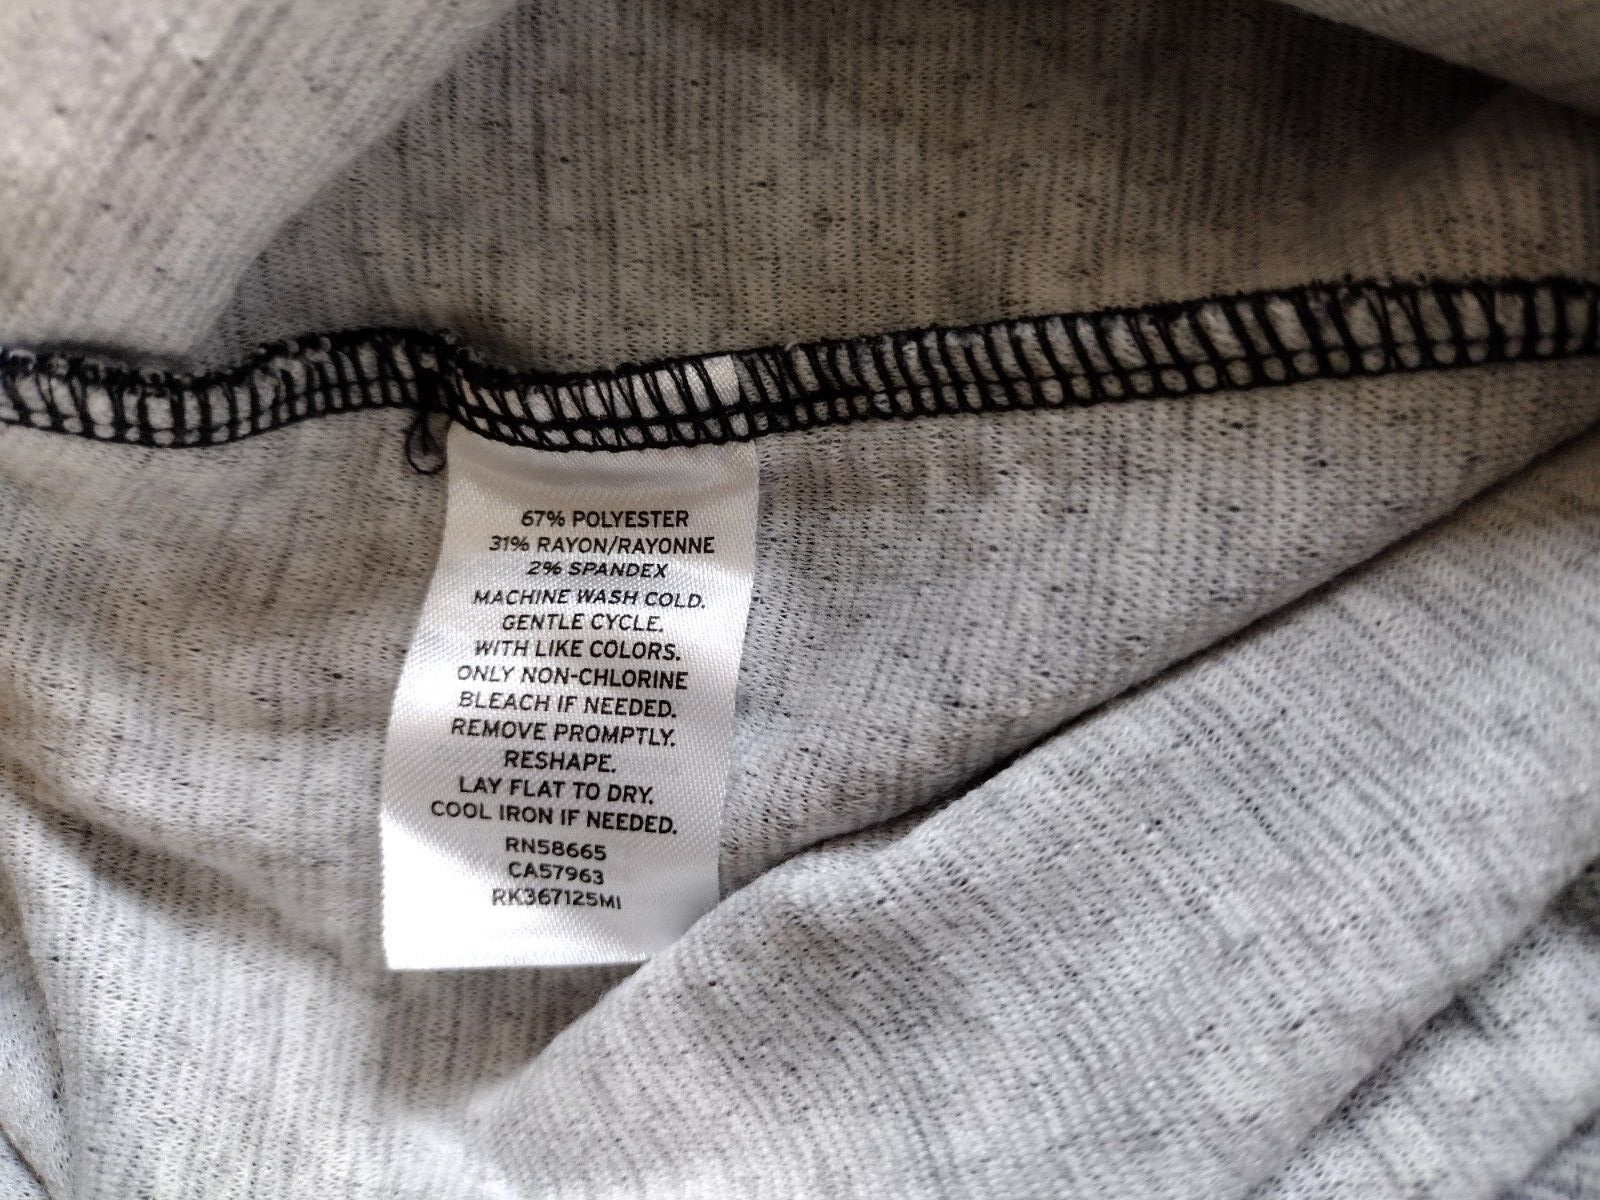 67% POLYESTER
31% RAYON/RAYONNE
2% SPANDEX
MACHINE WASH COLD.
GENTLE CYCLE.
WITH LIKE COLORS.
ONLY NON-CHLORINE
BLEACH IF NEEDED.
REMOVE PROMPTLY.
RESHAPE.
LAY FLAT TO DRY.
COOL IRON IF NEEDED.
RN58665
CA57963
RK367125MI